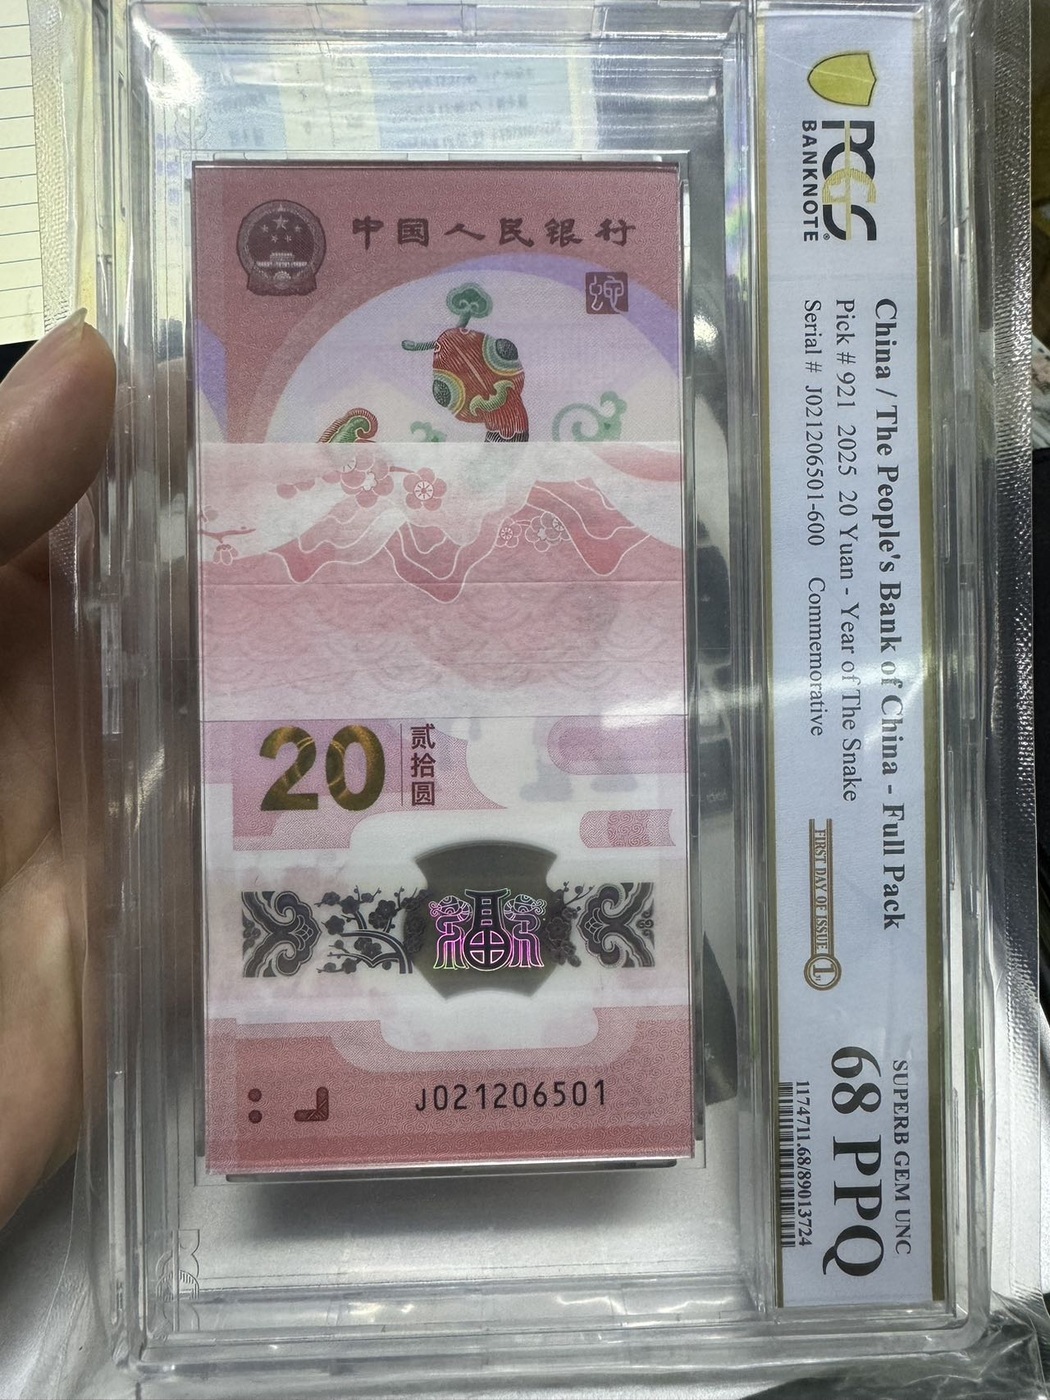 中国人民银行
蛇
20
贰拾圆
福
J021206501
PCGS
BANKNOTE
China / The People's Bank of China - Full Pack
Pick # 921 2025 20 Yuan - Year of The Snake
Serial # J021206501-600 Commemorative
FIRST DAY OF ISSUE 1
SUPERB GEM UNC
68 PPQ
1174711.68/89013724